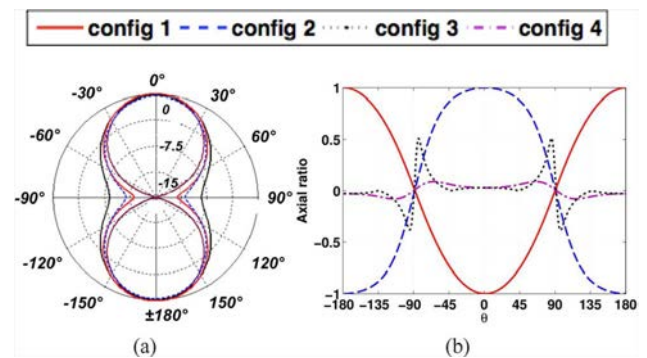 config 1 config 2 config 3 config 4
0°
-30° 30°
-60° 60°
-90° 90°
-120° 120°
-150° 150°
±180°
0
-7.5
-15
(a)
(b)
1
0.5
0
-0.5
-1
Axial ratio
-180 -135 -90 -45 0 45 90 135 180
θ
(a) (b)